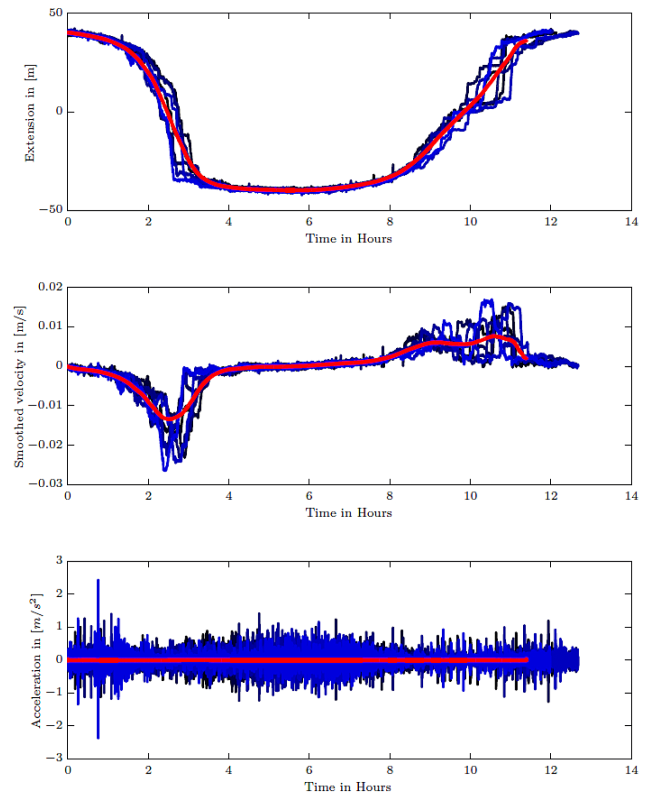 50
0
−50
Extension in [m]
0 2 4 6 8 10 12 14
Time in Hours
0.02
0.01
0
−0.01
−0.02
−0.03
Smoothed velocity in [m/s]
0 2 4 6 8 10 12 14
Time in Hours
3
2
1
0
−1
−2
−3
Acceleration in [m/s²]
0 2 4 6 8 10 12 14
Time in Hours